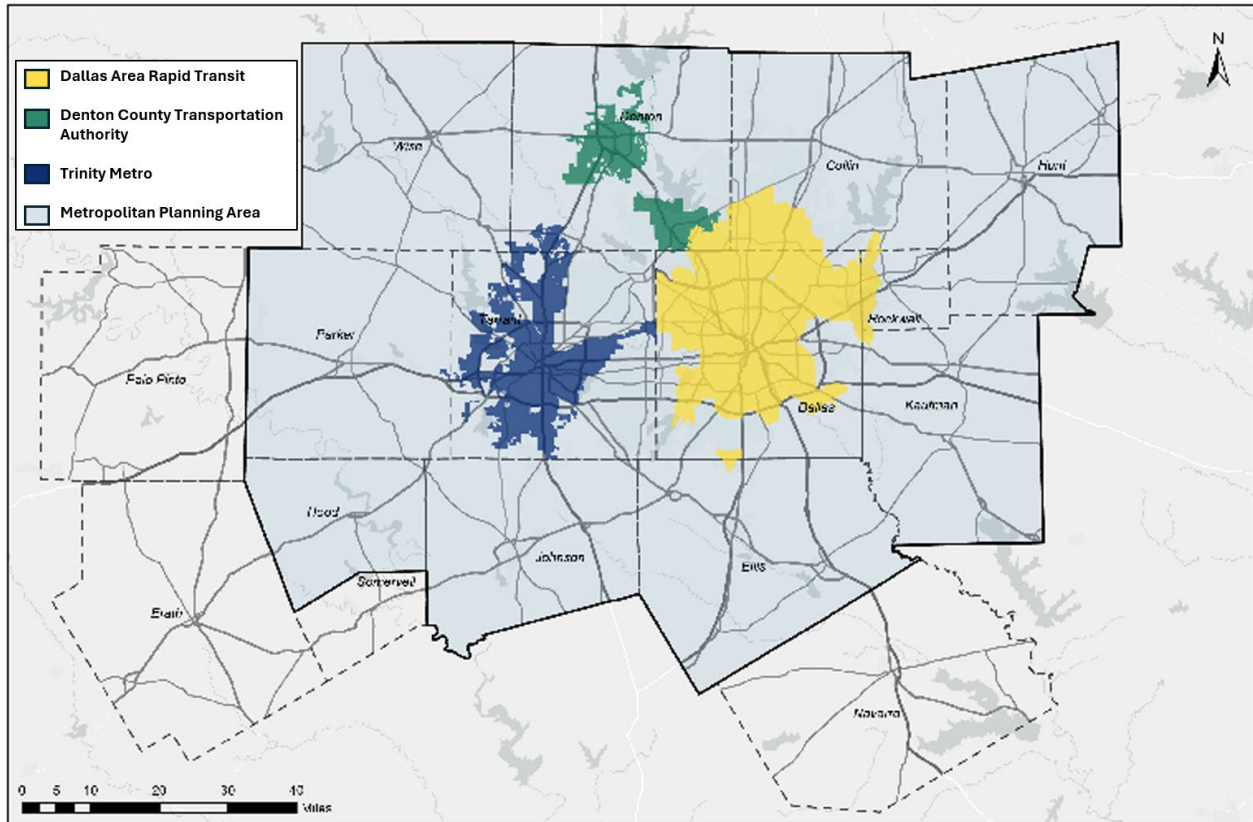 N
Dallas Area Rapid Transit
Denton County Transportation
Authority
Trinity Metro
Metropolitan Planning Area
Denton
Wise
Collin
Hunt
Tarrant
Rockwall
Parker
Palo Pinto
Dallas
Kaufman
Hood
Johnson
Ellis
Somervell
Erath
Navarro
0 5 10 20 30 40
Miles